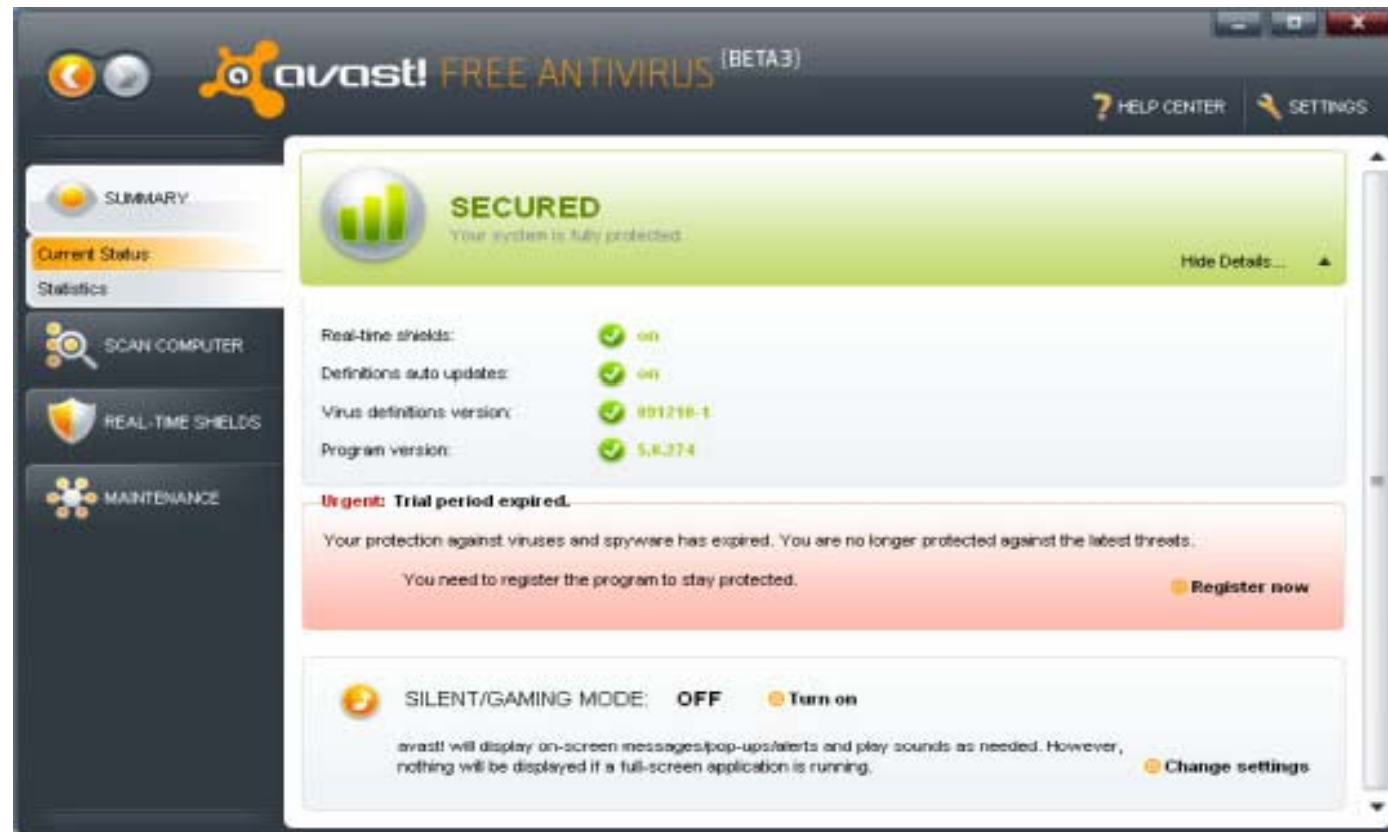 avast! FREE ANTIVIRUS (BETA3)
HELP CENTER
SETTINGS
SUMMARY
Current Status
Statistics
SCAN COMPUTER
REAL-TIME SHIELDS
MAINTENANCE
SECURED
Your system is fully protected.
Hide Details...
Real-time shields: on
Definitions auto updates: on
Virus definitions version: 091210-1
Program version:
Urgent: Trial period expired.
Your protection against viruses and spyware has expired. You are no longer protected against the latest threats.
You need to register the program to stay protected.
Register now
SILENT/GAMING MODE: OFF Turn on
avast! will display on-screen messages/pop-ups/alerts and play sounds as needed. However,
nothing will be displayed if a full-screen application is running.
Change settings